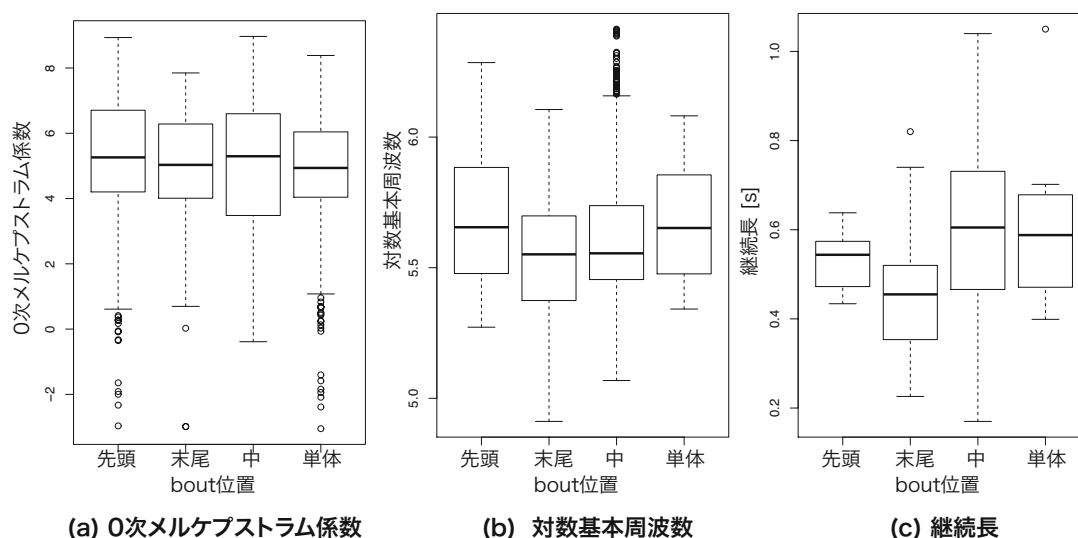 0次メルケプストラム係数
8
6
4
2
0
−2
先頭 末尾 中 単体
bout位置
(a) 0次メルケプストラム係数
対数基本周波数
6.0
5.5
5.0
先頭 末尾 中 単体
bout位置
(b) 対数基本周波数
継続長 [s]
1.0
0.8
0.6
0.4
0.2
先頭 末尾 中 単体
bout位置
(c) 継続長